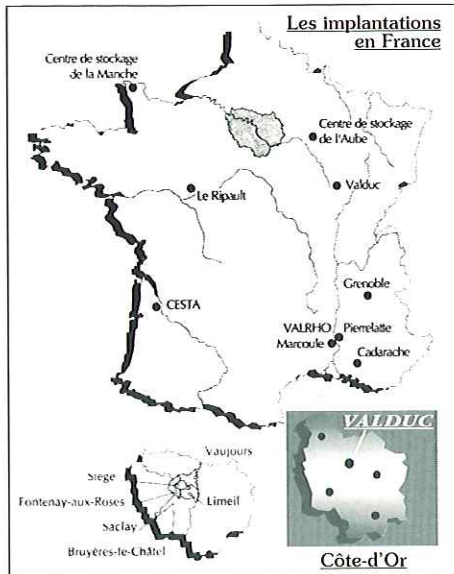 Les implantations
en France
Centre de stockage
de la Manche
Centre de stockage
de l'Aube
Valduc
Le Ripault
Grenoble
CESTA
VALRHO
Marcoule
Pierrelatte
Cadarache
VALDUC
Côte-d'Or
Vaujours
Siège
Fontenay-aux-Roses
Limeil
Saclay
Bruyères-le-Châtel